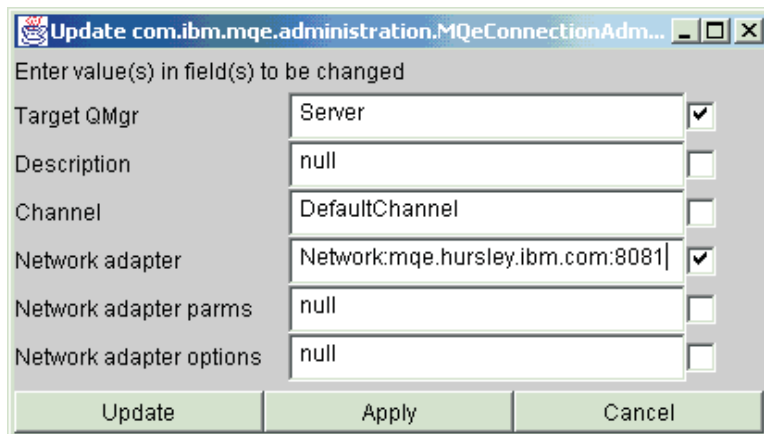 Update com.ibm.mqe.administration.MQeConnectionAdm...
Enter value(s) in field(s) to be changed
Target QMgr Server
Description null
Channel DefaultChannel
Network adapter Network:mqe.hursley.ibm.com:8081
Network adapter parms null
Network adapter options null
Update Apply Cancel